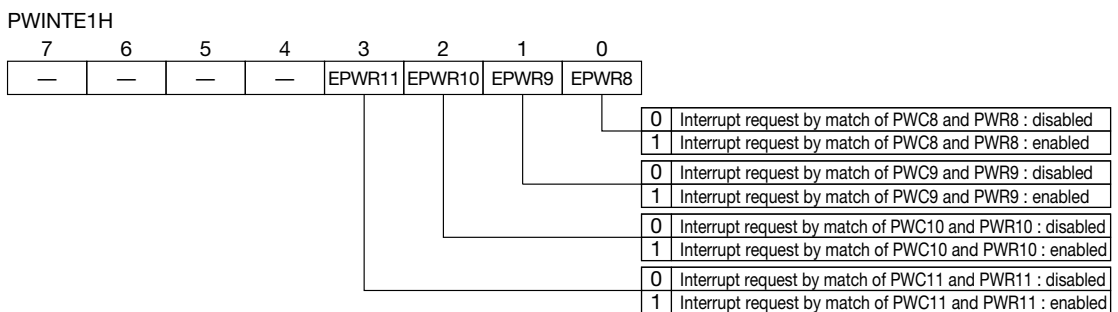 PWINTE1H
7 6 5 4 3 2 1 0
— — — — EPWR11 EPWR10 EPWR9 EPWR8
0 Interrupt request by match of PWC8 and PWR8 : disabled
1 Interrupt request by match of PWC8 and PWR8 : enabled
0 Interrupt request by match of PWC9 and PWR9 : disabled
1 Interrupt request by match of PWC9 and PWR9 : enabled
0 Interrupt request by match of PWC10 and PWR10 : disabled
1 Interrupt request by match of PWC10 and PWR10 : enabled
0 Interrupt request by match of PWC11 and PWR11 : disabled
1 Interrupt request by match of PWC11 and PWR11 : enabled